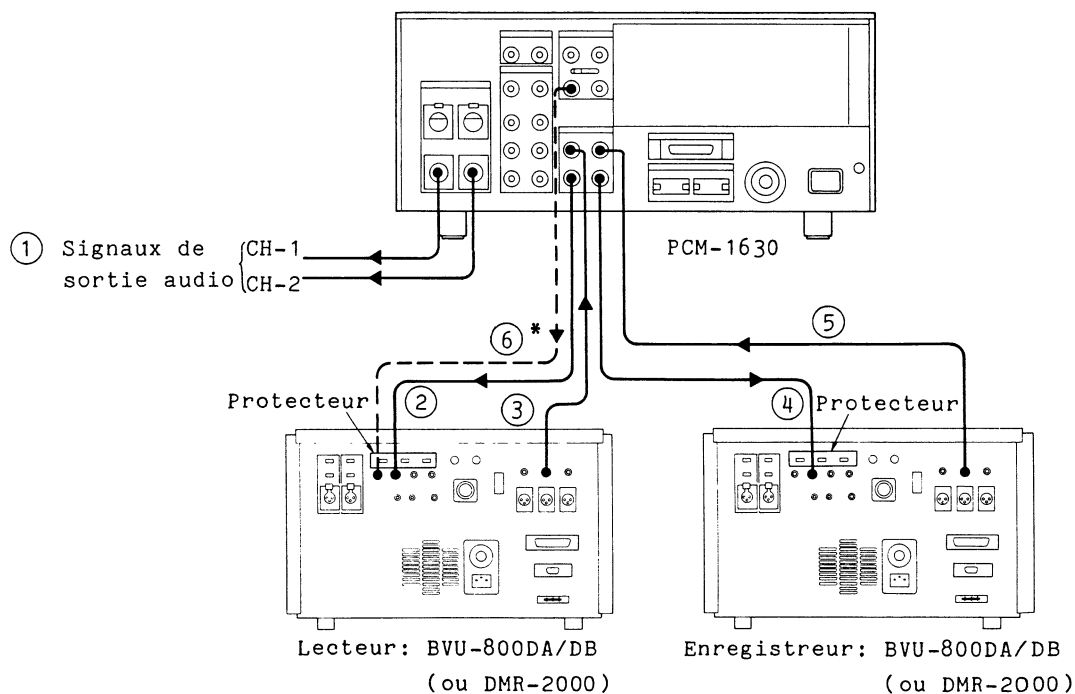 PCM-1630
① Signaux de sortie audio
CH-1
CH-2
⑥ *
⑤
Protecteur
②
③
④
Protecteur
Lecteur: BVU-800DA/DB
(ou DMR-2000)
Enregistreur: BVU-800DA/DB
(ou DMR-2000)